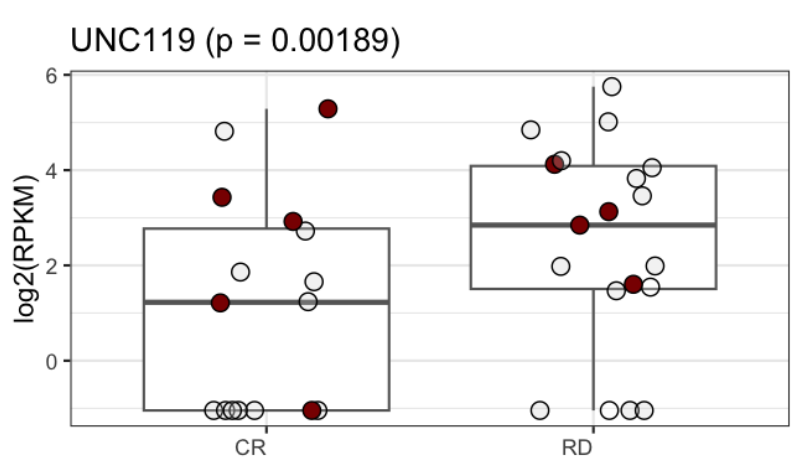 UNC119 (p = 0.00189)
log2(RPKM)
6
4
2
0
CR
RD